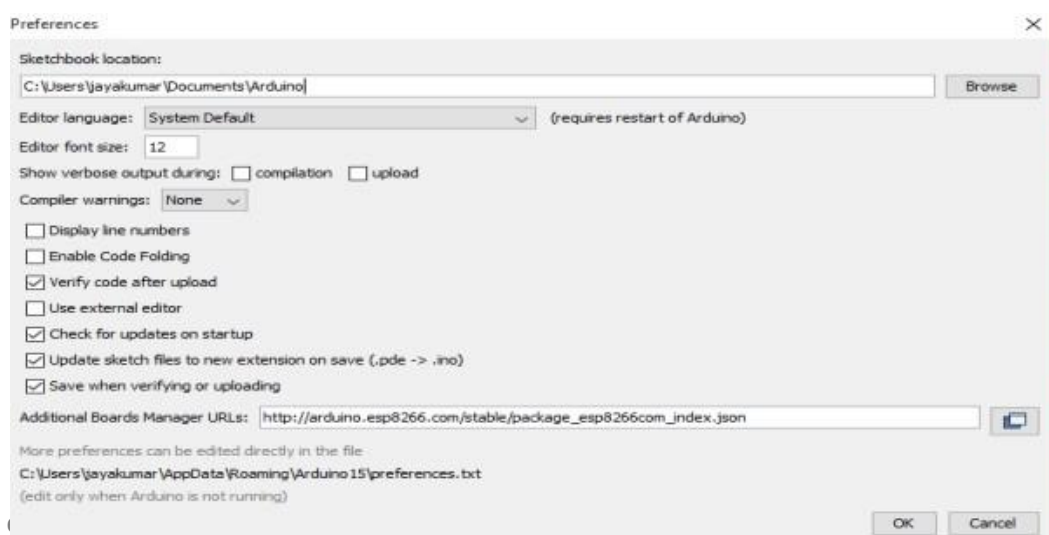 Preferences
Sketchbook location:
C:\Users\jayakumar\Documents\Arduino
Browse
Editor language: System Default (requires restart of Arduino)
Editor font size: 12
Show verbose output during: compilation upload
Compiler warnings: None
Display line numbers
Enable Code Folding
Verify code after upload
Use external editor
Check for updates on startup
Update sketch files to new extension on save (.pde -> .ino)
Save when verifying or uploading
Additional Boards Manager URLs: http://arduino.esp8266.com/stable/package_esp8266com_index.json
More preferences can be edited directly in the file
C:\Users\jayakumar\AppData\Roaming\Arduino15\preferences.txt
(edit only when Arduino is not running)
OK Cancel